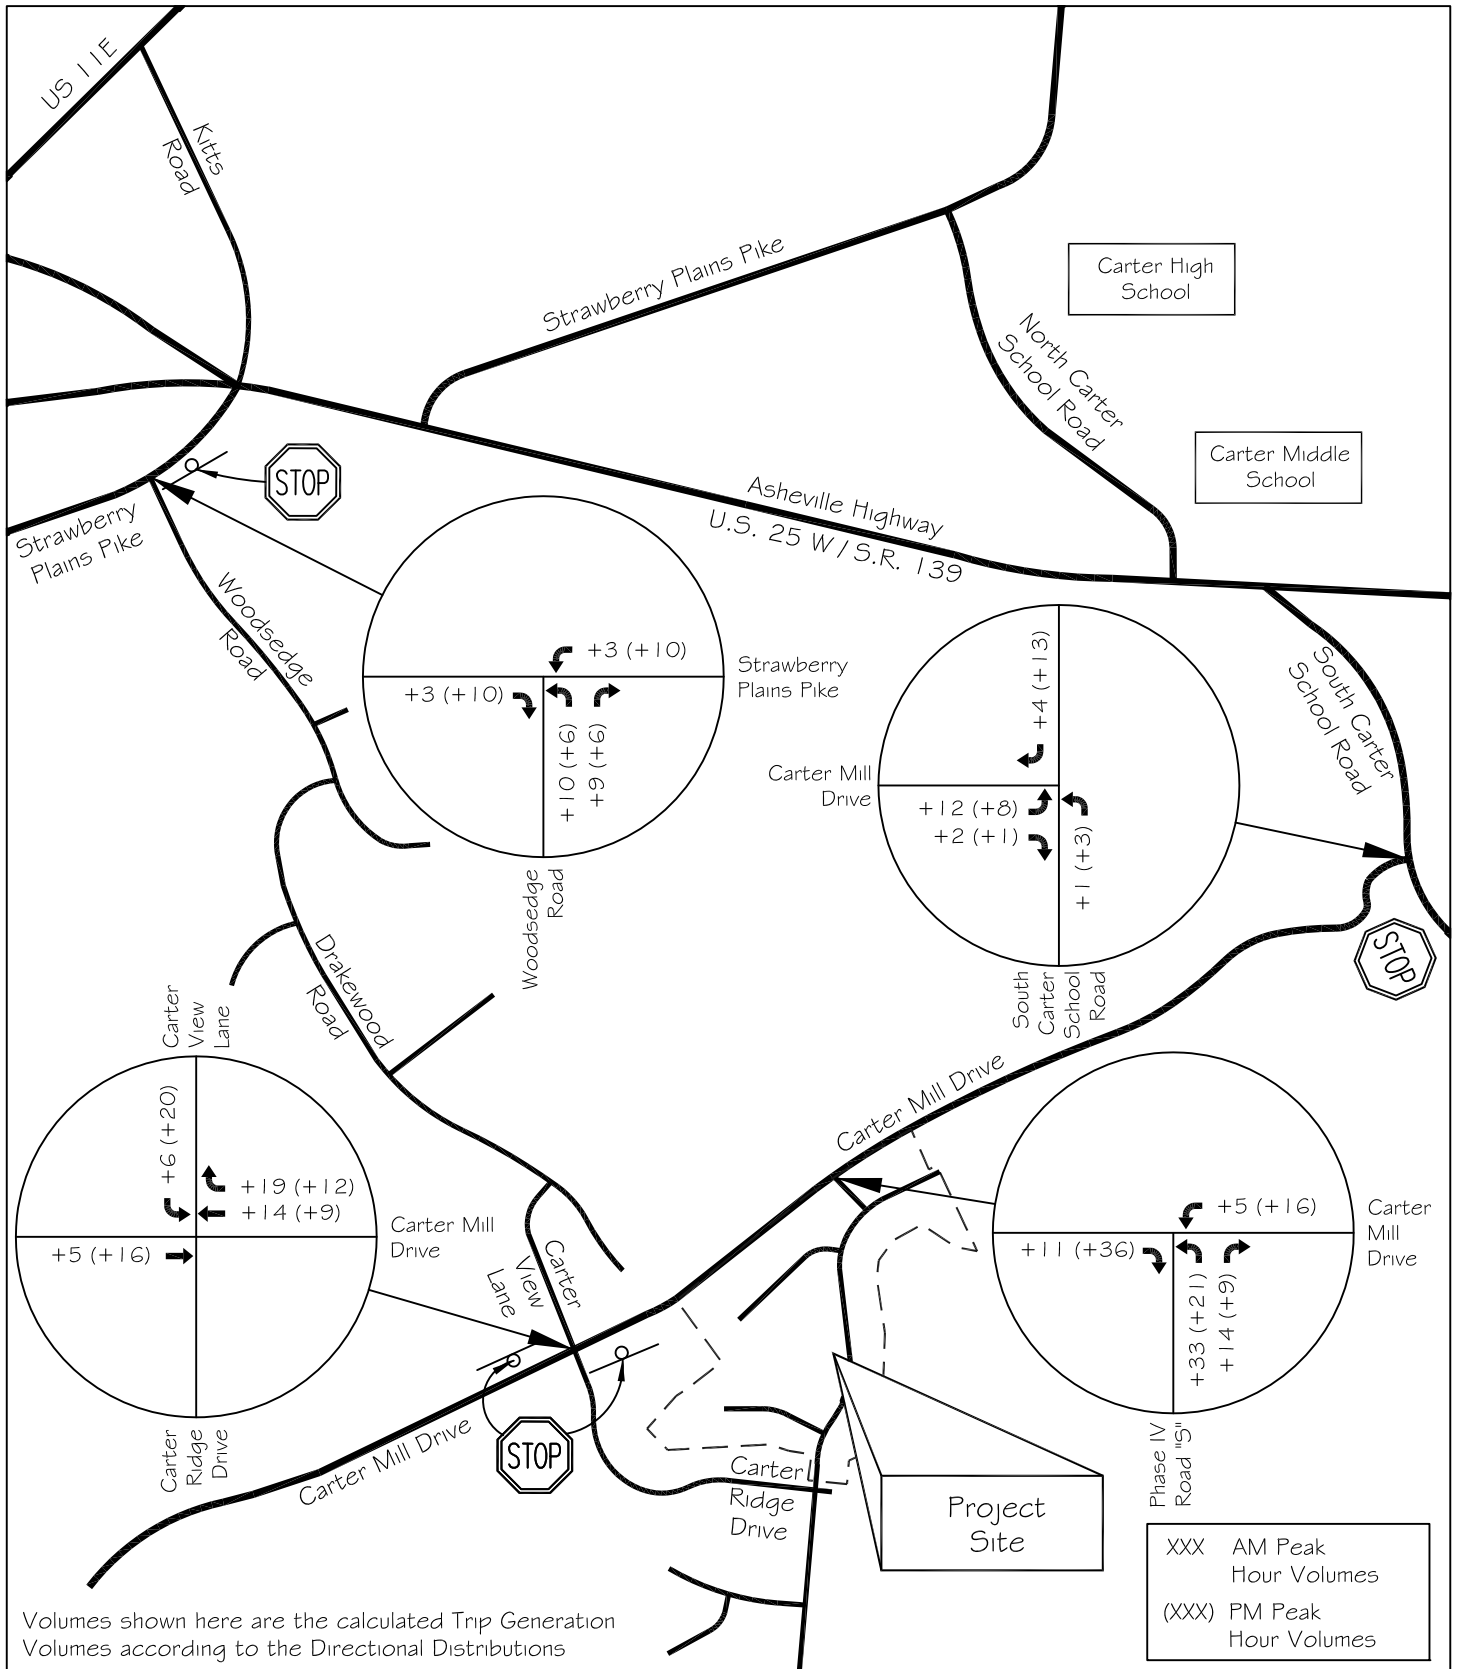 US 11E
Kitts
Road
Strawberry Plains Pike
Carter High
School
North Carter
School Road
Carter Middle
School
STOP
Asheville Highway
U.S. 25 W / S.R. 139
Strawberry
Plains Pike
Woodsedge
Road
+3 (+10)
+3 (+10)
+10 (+6)
+9 (+6)
Strawberry
Plains Pike
Woodsedge
Road
+4 (+13)
Carter Mill
Drive
+12 (+8)
+2 (+1)
+1 (+3)
South
Carter
School
Road
South Carter
School Road
STOP
Drakewood
Road
Carter
View
Lane
+6 (+20)
+19 (+12)
+14 (+9)
+5 (+16)
Carter Mill
Drive
Carter
Ridge
Drive
Carter Mill Drive
Carter
View
Lane
+5 (+16)
+11 (+36)
+33 (+21)
+14 (+9)
Carter
Mill
Drive
Phase IV
Road "S"
Carter Mill Drive
STOP
Carter
Ridge
Drive
Project
Site
XXX AM Peak
Hour Volumes
(XXX) PM Peak
Hour Volumes
Volumes shown here are the calculated Trip Generation
Volumes according to the Directional Distributions